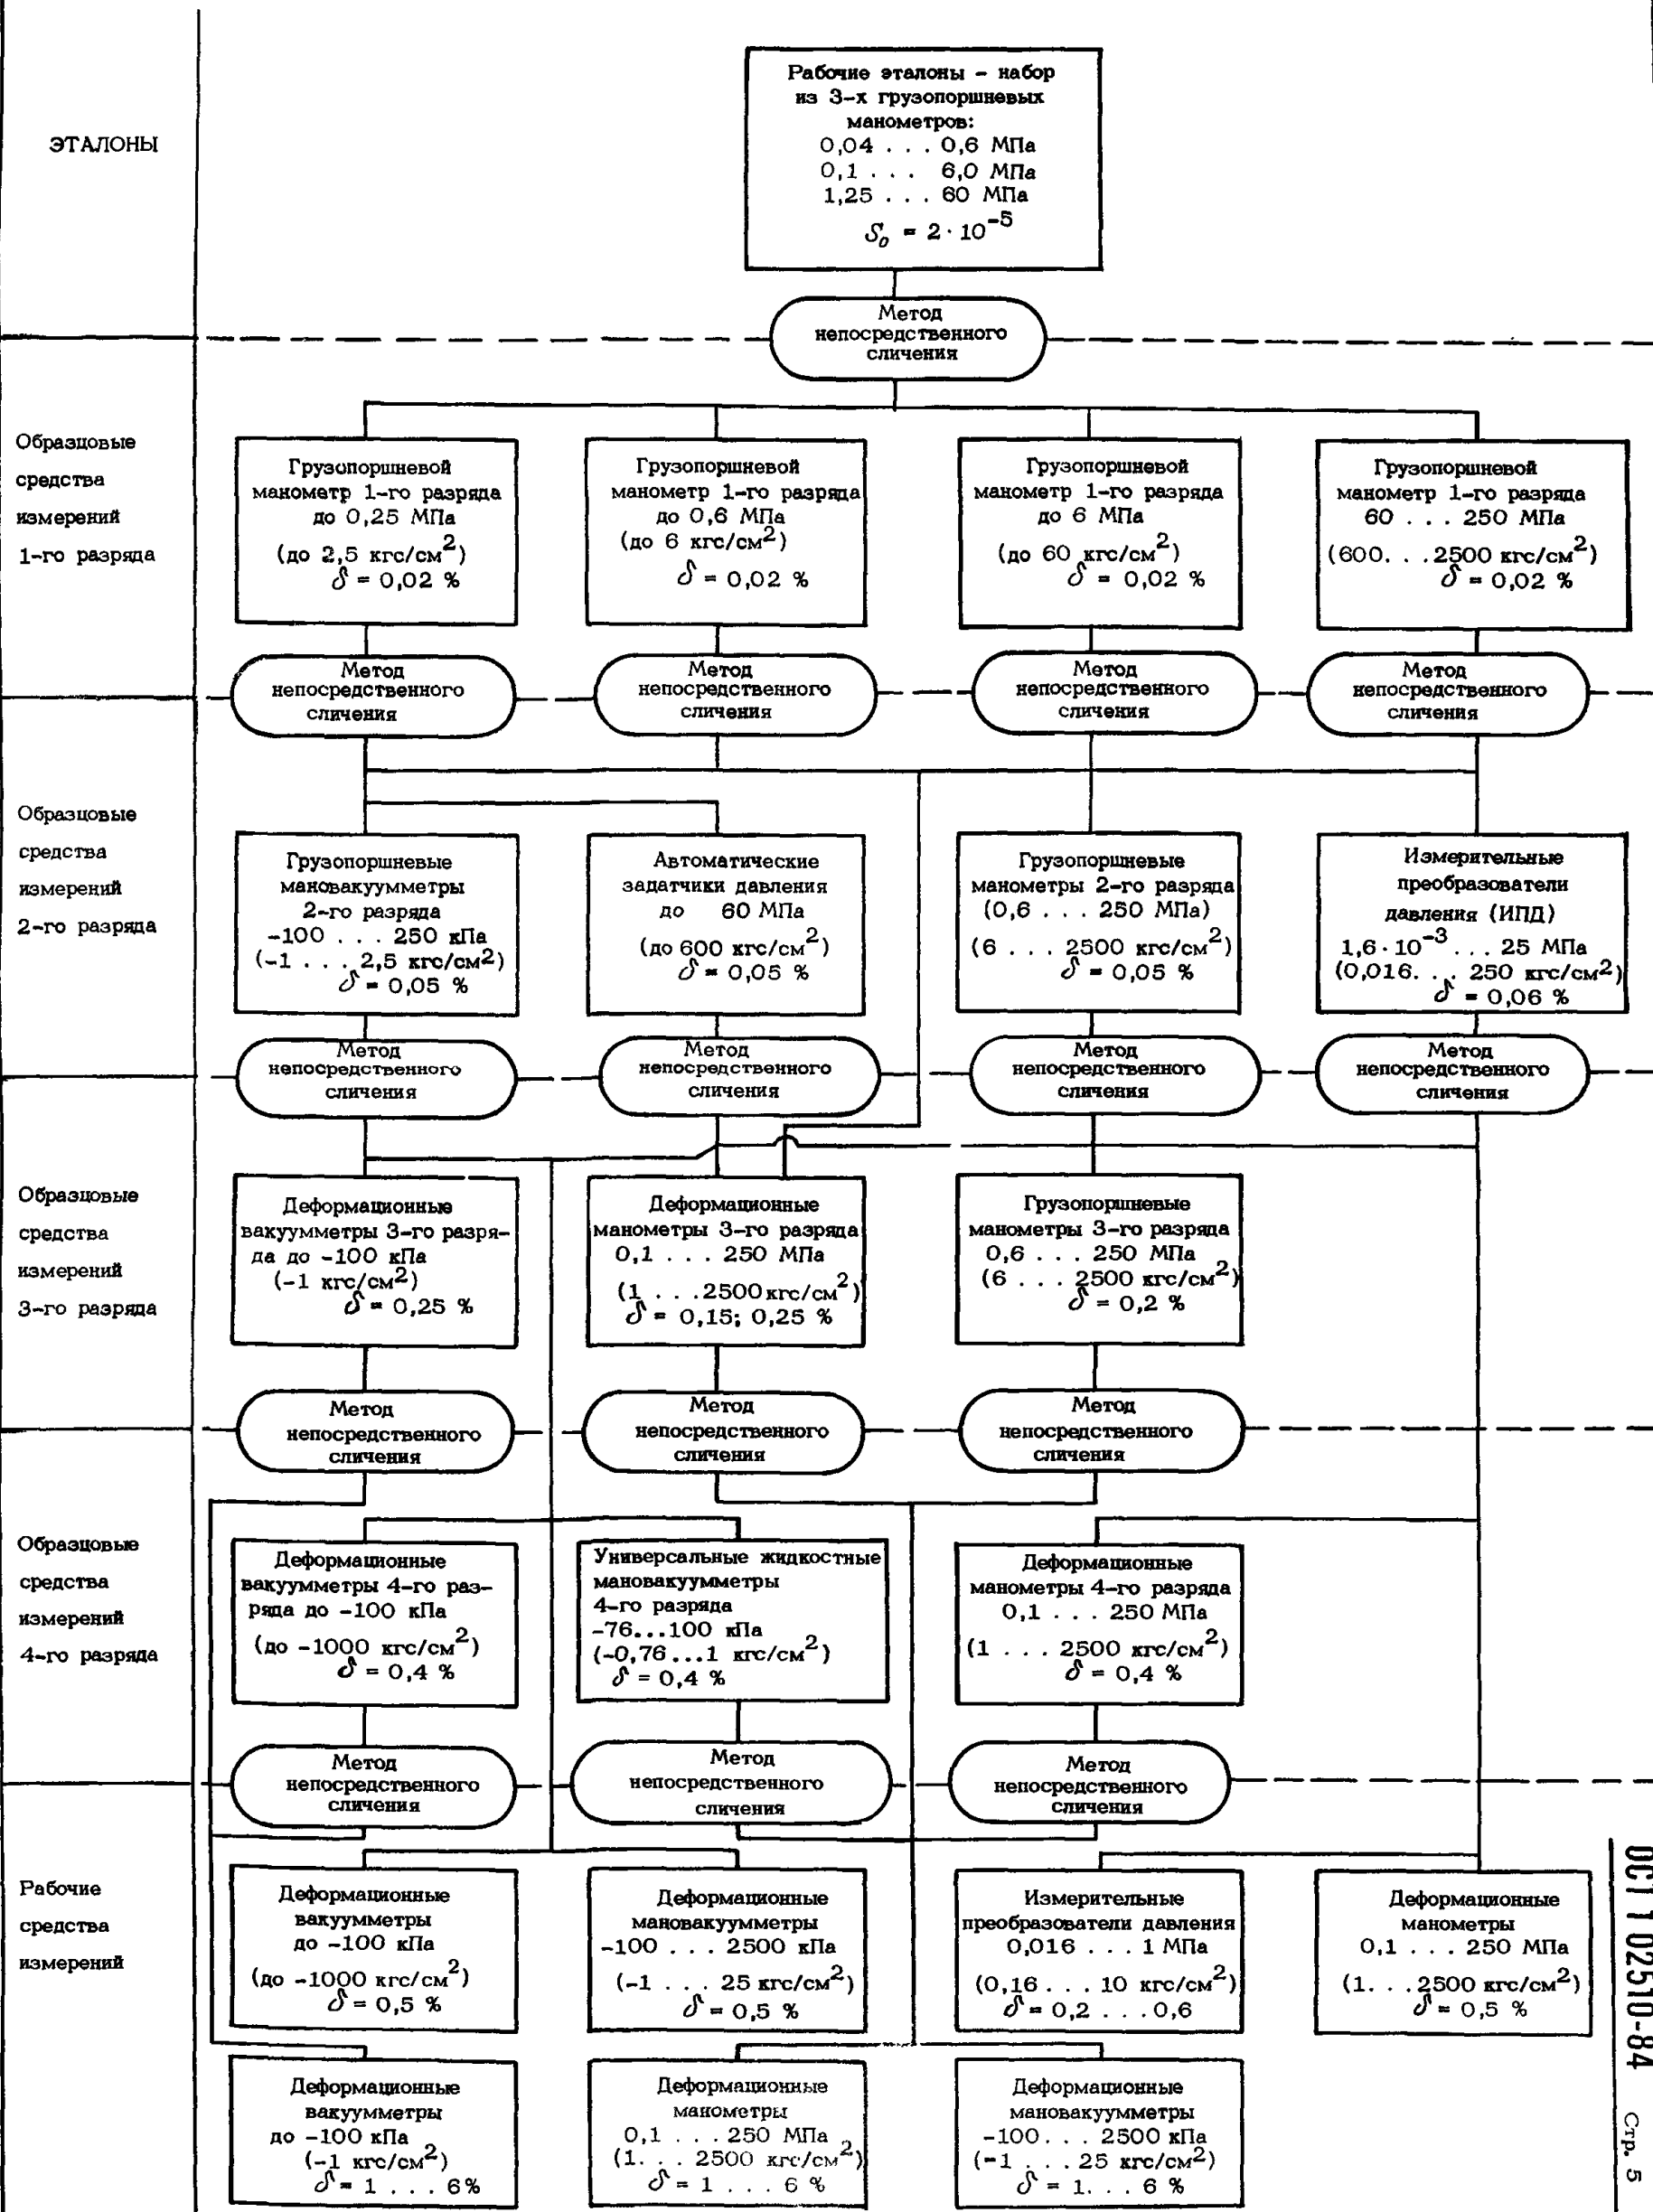 ЭТАЛОНЫ
Рабочие эталоны - набор
из 3-х грузопоршневых
манометров:
0,04 . . . 0,6 МПа
0,1 . . . 6,0 МПа
1,25 . . . 60 МПа
S₀ = 2 · 10⁻⁵
Метод
непосредственного
сличения
Образцовые
средства
измерений
1-го разряда
Грузопоршневой
манометр 1-го разряда
до 0,25 МПа
(до 2,5 кгс/см²)
δ = 0,02 %
Грузопоршневой
манометр 1-го разряда
до 0,6 МПа
(до 6 кгс/см²)
δ = 0,02 %
Грузопоршневой
манометр 1-го разряда
до 6 МПа
(до 60 кгс/см²)
δ = 0,02 %
Грузопоршневой
манометр 1-го разряда
60 . . . 250 МПа
(600. . .2500 кгс/см²)
δ = 0,02 %
Метод
непосредственного
сличения
Метод
непосредственного
сличения
Метод
непосредственного
сличения
Метод
непосредственного
сличения
Образцовые
средства
измерений
2-го разряда
Грузопоршневые
мановакуумметры
2-го разряда
-100 . . . 250 кПа
(-1 . . . 2,5 кгс/см²)
δ = 0,05 %
Автоматические
задатчики давления
до 60 МПа
(до 600 кгс/см²)
δ = 0,05 %
Грузопоршневые
манометры 2-го разряда
(0,6 . . . 250 МПа)
(6 . . . 2500 кгс/см²)
δ = 0,05 %
Измерительные
преобразователи
давления (ИПД)
1,6 · 10⁻³ . . . 25 МПа
(0,016. . . 250 кгс/см²)
δ = 0,06 %
Метод
непосредственного
сличения
Метод
непосредственного
сличения
Метод
непосредственного
сличения
Метод
непосредственного
сличения
Образцовые
средства
измерений
3-го разряда
Деформационные
вакуумметры 3-го разря-
да до -100 кПа
(-1 кгс/см²)
δ = 0,25 %
Деформационные
манометры 3-го разряда
0,1 . . . 250 МПа
(1 . . .2500 кгс/см²)
δ = 0,15; 0,25 %
Грузопоршневые
манометры 3-го разряда
0,6 . . . 250 МПа
(6 . . . 2500 кгс/см²)
δ = 0,2 %
Метод
непосредственного
сличения
Метод
непосредственного
сличения
Метод
непосредственного
сличения
Образцовые
средства
измерений
4-го разряда
Деформационные
вакуумметры 4-го раз-
ряда до -100 кПа
(до -1000 кгс/см²)
δ = 0,4 %
Универсальные жидкостные
мановакуумметры
4-го разряда
-76...100 кПа
(-0,76...1 кгс/см²)
δ = 0,4 %
Деформационные
манометры 4-го разряда
0,1 . . . 250 МПа
(1 . . . 2500 кгс/см²)
δ = 0,4 %
Метод
непосредственного
сличения
Метод
непосредственного
сличения
Метод
непосредственного
сличения
Рабочие
средства
измерений
Деформационные
вакуумметры
до -100 кПа
(до -1000 кгс/см²)
δ = 0,5 %
Деформационные
мановакуумметры
-100 . . . 2500 кПа
(-1 . . . 25 кгс/см²)
δ = 0,5 %
Измерительные
преобразователи давления
0,016 . . . 1 МПа
(0,16 . . . 10 кгс/см²)
δ = 0,2 . . . 0,6
Деформационные
манометры
0,1 . . . 250 МПа
(1. . .2500 кгс/см²)
δ = 0,5 %
Деформационные
вакуумметры
до -100 кПа
(-1 кгс/см²)
δ = 1 . . . 6%
Деформационные
манометры
0,1 . . . 250 МПа
(1. . . 2500 кгс/см²)
δ = 1 . . . 6 %
Деформационные
мановакуумметры
-100. . . 2500 кПа
(-1 . . . 25 кгс/см²)
δ = 1. . . 6 %
ОСТ 1 02510-84 Стр. 5